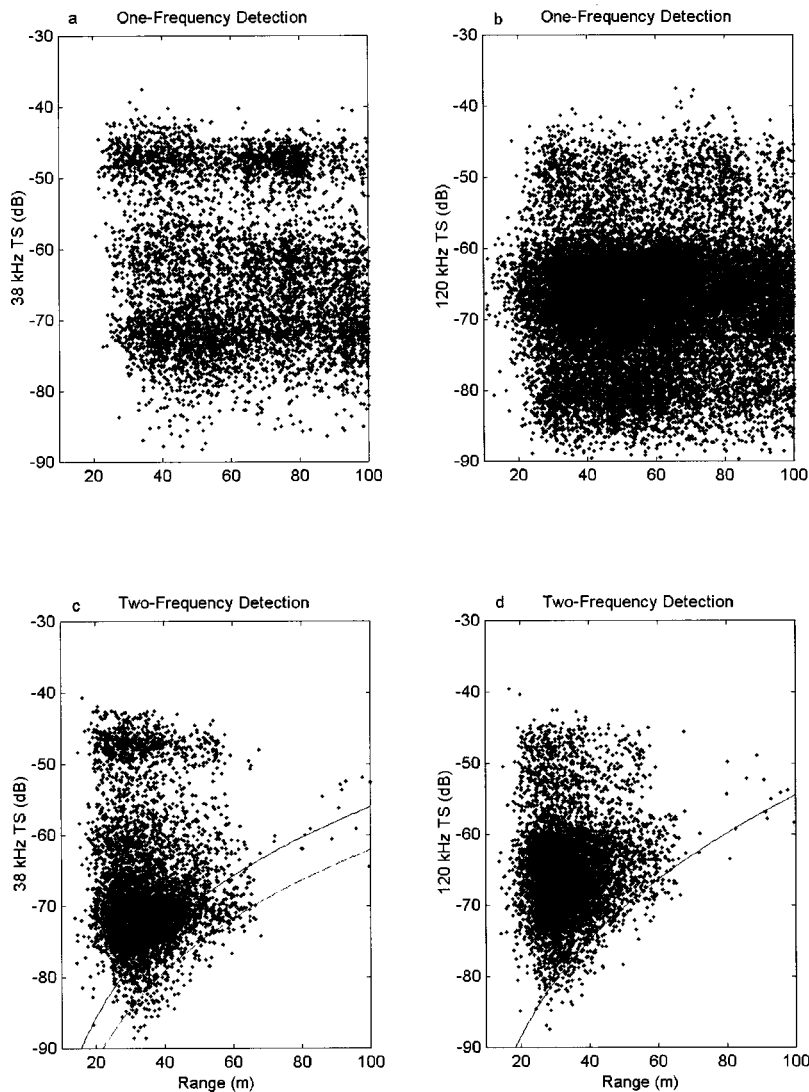 a One-Frequency Detection
-30
-40
-50
-60
-70
-80
-90
38 kHz TS (dB)
20 40 60 80 100
b One-Frequency Detection
-30
-40
-50
-60
-70
-80
-90
120 kHz TS (dB)
20 40 60 80 100
c Two-Frequency Detection
-30
-40
-50
-60
-70
-80
-90
38 kHz TS (dB)
20 40 60 80 100
Range (m)
d Two-Frequency Detection
-30
-40
-50
-60
-70
-80
-90
120 kHz TS (dB)
20 40 60 80 100
Range (m)